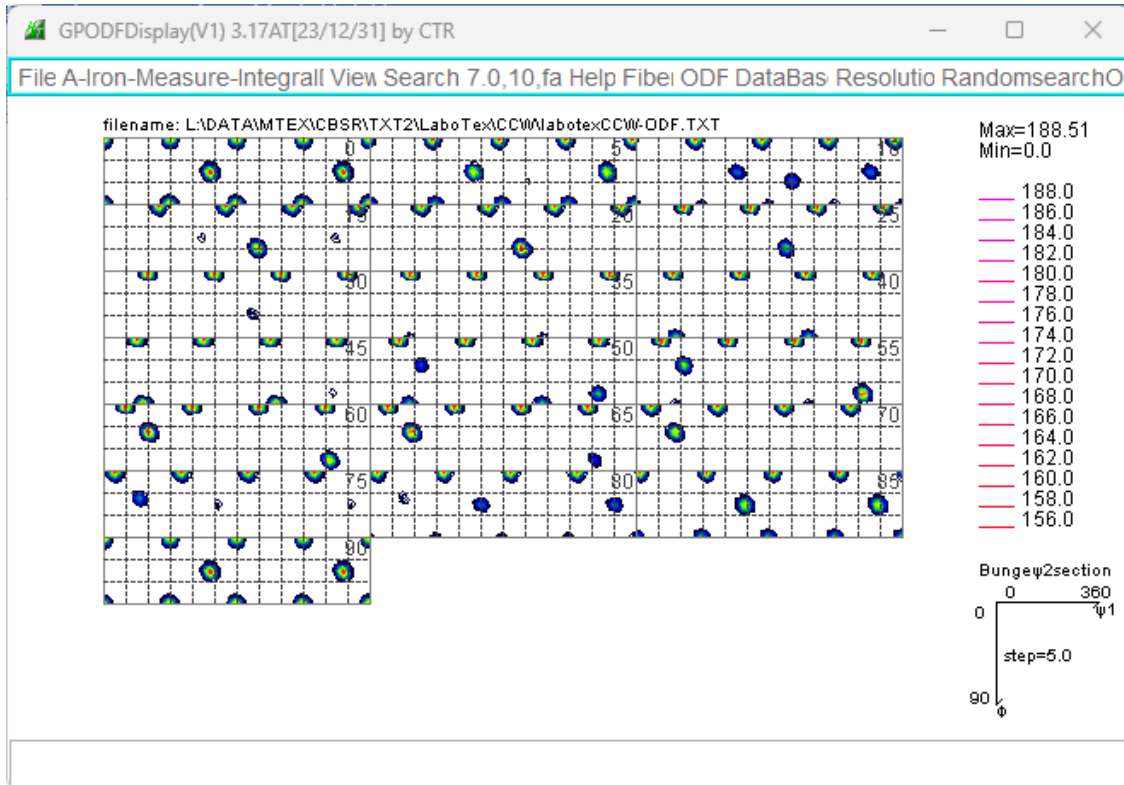 GPODFDisplay(V1) 3.17AT[23/12/31] by CTR
File A-Iron-Measure-Integrall View Search 7.0,10,fa Help Fiber ODF DataBas Resolutio RandomsearchO
filename: L:\DATA\MTEX\CBSR\TXT2\LaboTex\CCW\labotexCCW-ODF.TXT
Max=188.51
Min=0.0
0 5 10
15 20 25
30 35 40
45 50 55
60 65 70
75 80 85
90
188.0
186.0
184.0
182.0
180.0
178.0
176.0
174.0
172.0
170.0
168.0
166.0
164.0
162.0
160.0
158.0
156.0
Bungeψ2section
0 360
0 ψ1
step=5.0
90
Φ